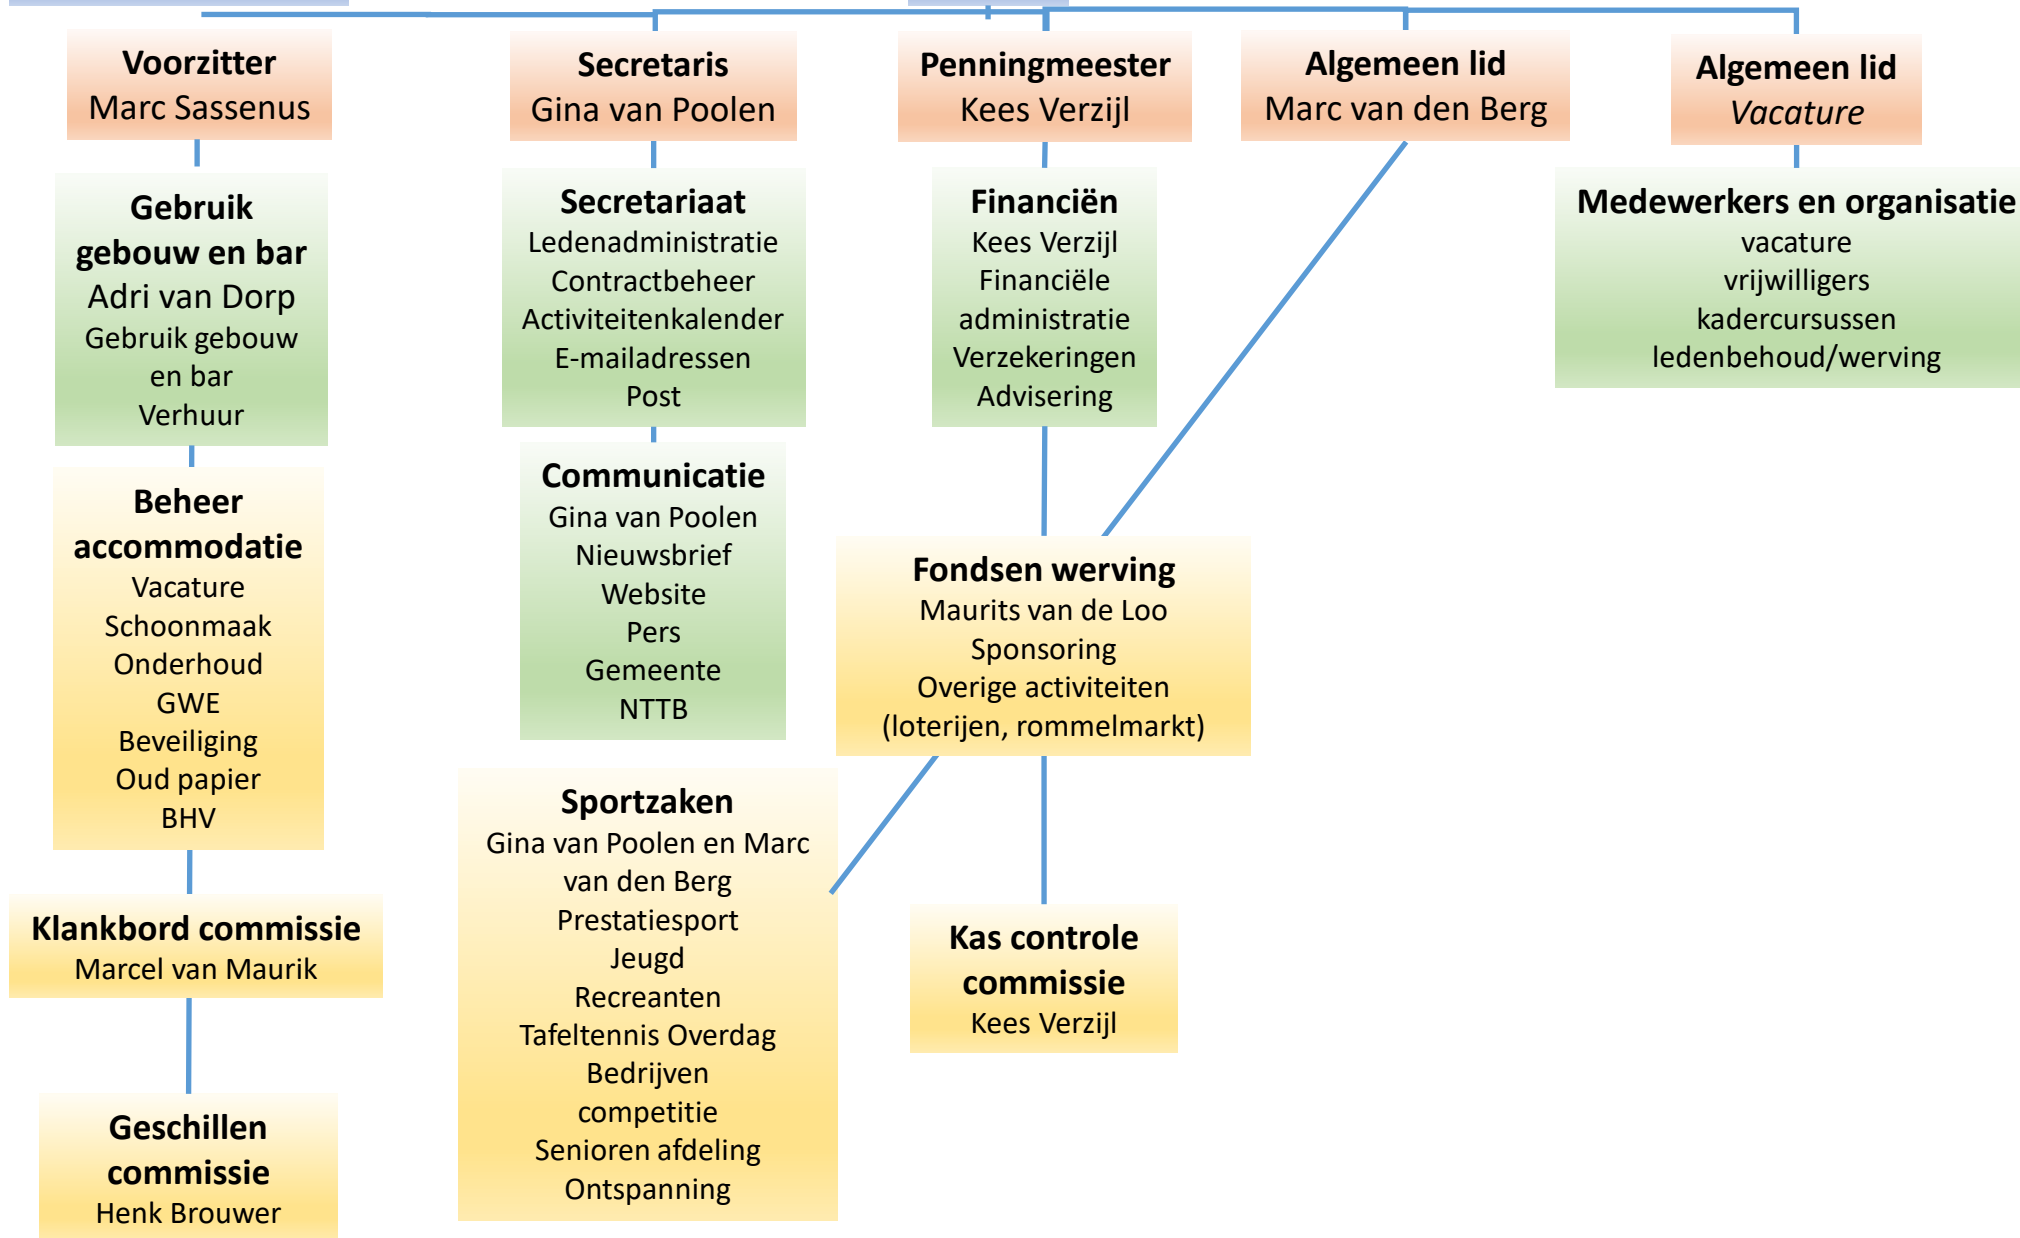 Voorzitter
Marc Sassenus
Secretaris
Gina van Poolen
Penningmeester
Kees Verzijl
Algemeen lid
Marc van den Berg
Algemeen lid
Vacature
Gebruik
gebouw en bar
Adri van Dorp
Gebruik gebouw
en bar
Verhuur
Secretariaat
Ledenadministratie
Contractbeheer
Activiteitenkalender
E-mailadressen
Post
Financiën
Kees Verzijl
Financiële
administratie
Verzekeringen
Advisering
Medewerkers en organisatie
vacature
vrijwilligers
kadercursussen
ledenbehoud/werving
Beheer
accommodatie
Vacature
Schoonmaak
Onderhoud
GWE
Beveiliging
Oud papier
BHV
Communicatie
Gina van Poolen
Nieuwsbrief
Website
Pers
Gemeente
NTTB
Fondsen werving
Maurits van de Loo
Sponsoring
Overige activiteiten
(loterijen, rommelmarkt)
Klankbord commissie
Marcel van Maurik
Sportzaken
Gina van Poolen en Marc
van den Berg
Prestatiesport
Jeugd
Recreanten
Tafeltennis Overdag
Bedrijven
competitie
Senioren afdeling
Ontspanning
Kas controle
commissie
Kees Verzijl
Geschillen
commissie
Henk Brouwer